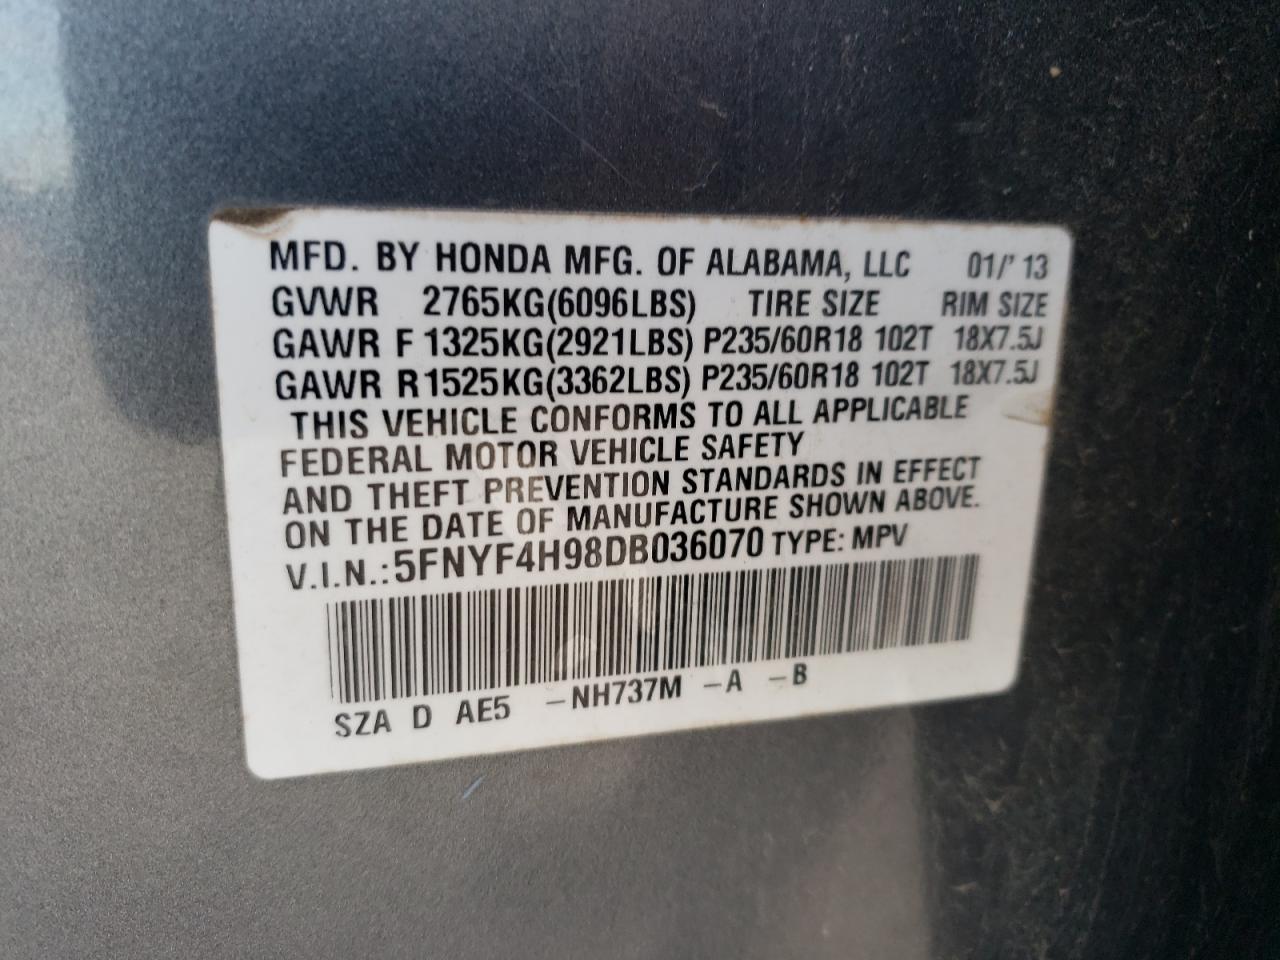 MFD. BY HONDA MFG. OF ALABAMA, LLC 01/'13
GVWR 2765KG(6096LBS) TIRE SIZE RIM SIZE
GAWR F 1325KG(2921LBS) P235/60R18 102T 18X7.5J
GAWR R 1525KG(3362LBS) P235/60R18 102T 18X7.5J
THIS VEHICLE CONFORMS TO ALL APPLICABLE
FEDERAL MOTOR VEHICLE SAFETY
AND THEFT PREVENTION STANDARDS IN EFFECT
ON THE DATE OF MANUFACTURE SHOWN ABOVE.
V.I.N.: 5FNYF4H98DB036070 TYPE: MPV
SZA D AE5 -NH737M -A -B